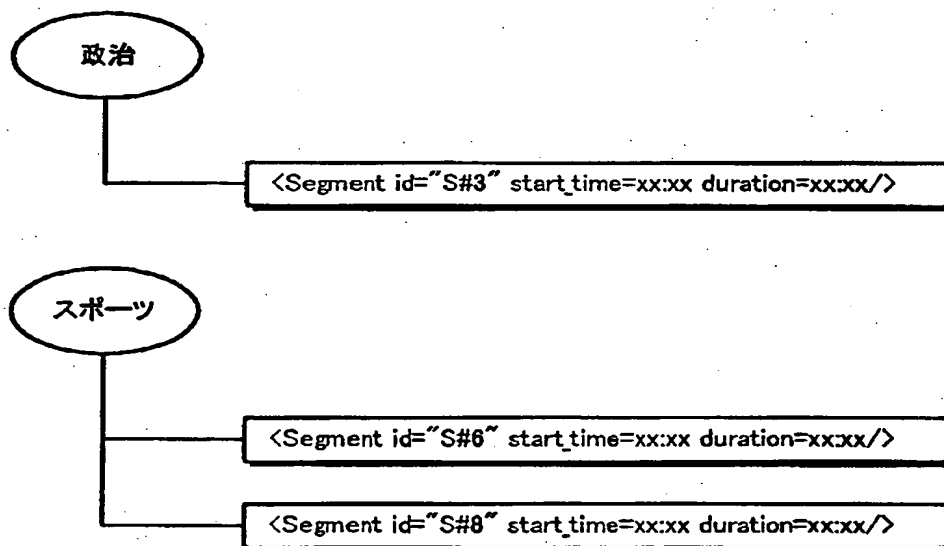 政治
<Segment id="S#3" start_time=xx:xx duration=xx:xx/>
スポーツ
<Segment id="S#6" start_time=xx:xx duration=xx:xx/>
<Segment id="S#8" start_time=xx:xx duration=xx:xx/>